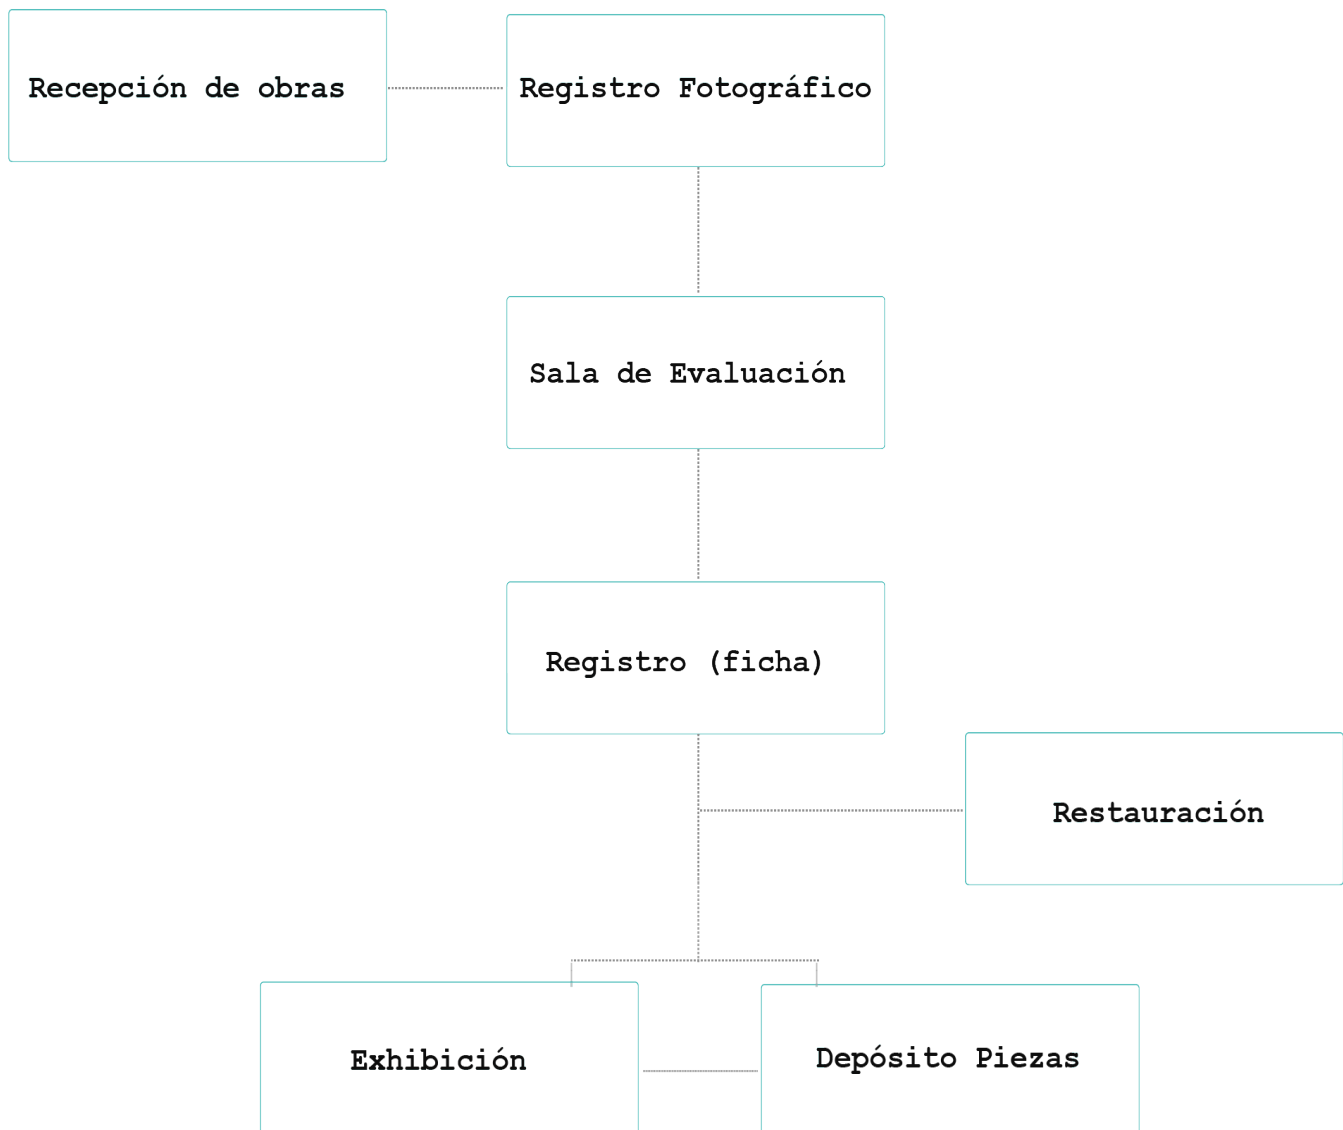 Recepción de obras
Registro Fotográfico
Sala de Evaluación
Registro (ficha)
Restauración
Exhibición
Depósito Piezas